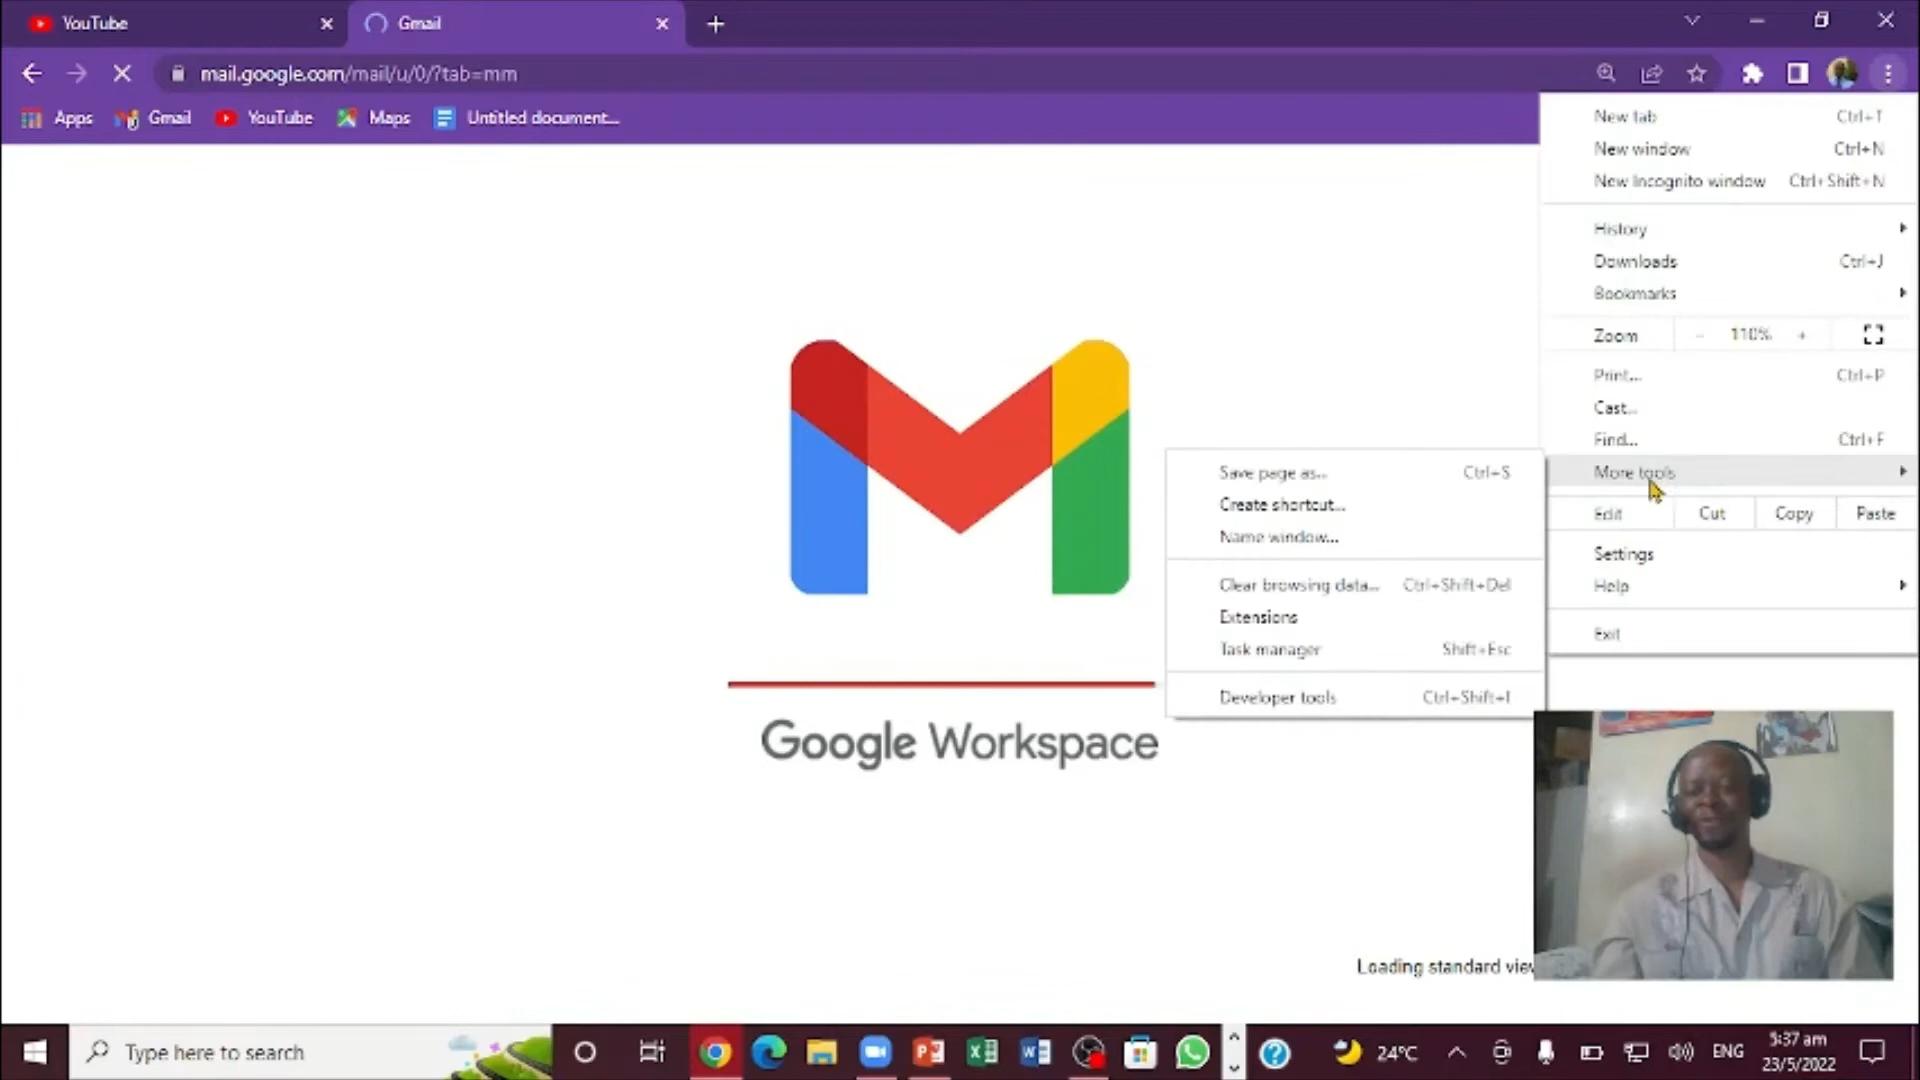 YouTube
Gmail
mail.google.com/mail/u/0/?tab=mm
Apps
Gmail
YouTube
Maps
Untitled document...
New tab Ctrl+T
New window Ctrl+N
New Incognito window Ctrl+Shift+N
History
Downloads Ctrl+J
Bookmarks
Zoom - 110% +
Print... Ctrl+P
Cast...
Find... Ctrl+F
More tools
Edit Cut Copy Paste
Settings
Help
Exit
Save page as... Ctrl+S
Create shortcut...
Name window...
Clear browsing data... Ctrl+Shift+Del
Extensions
Task manager Shift+Esc
Developer tools Ctrl+Shift+I
Google Workspace
Loading standard view
Type here to search
24°C
ENG
5:37 am
23/5/2022